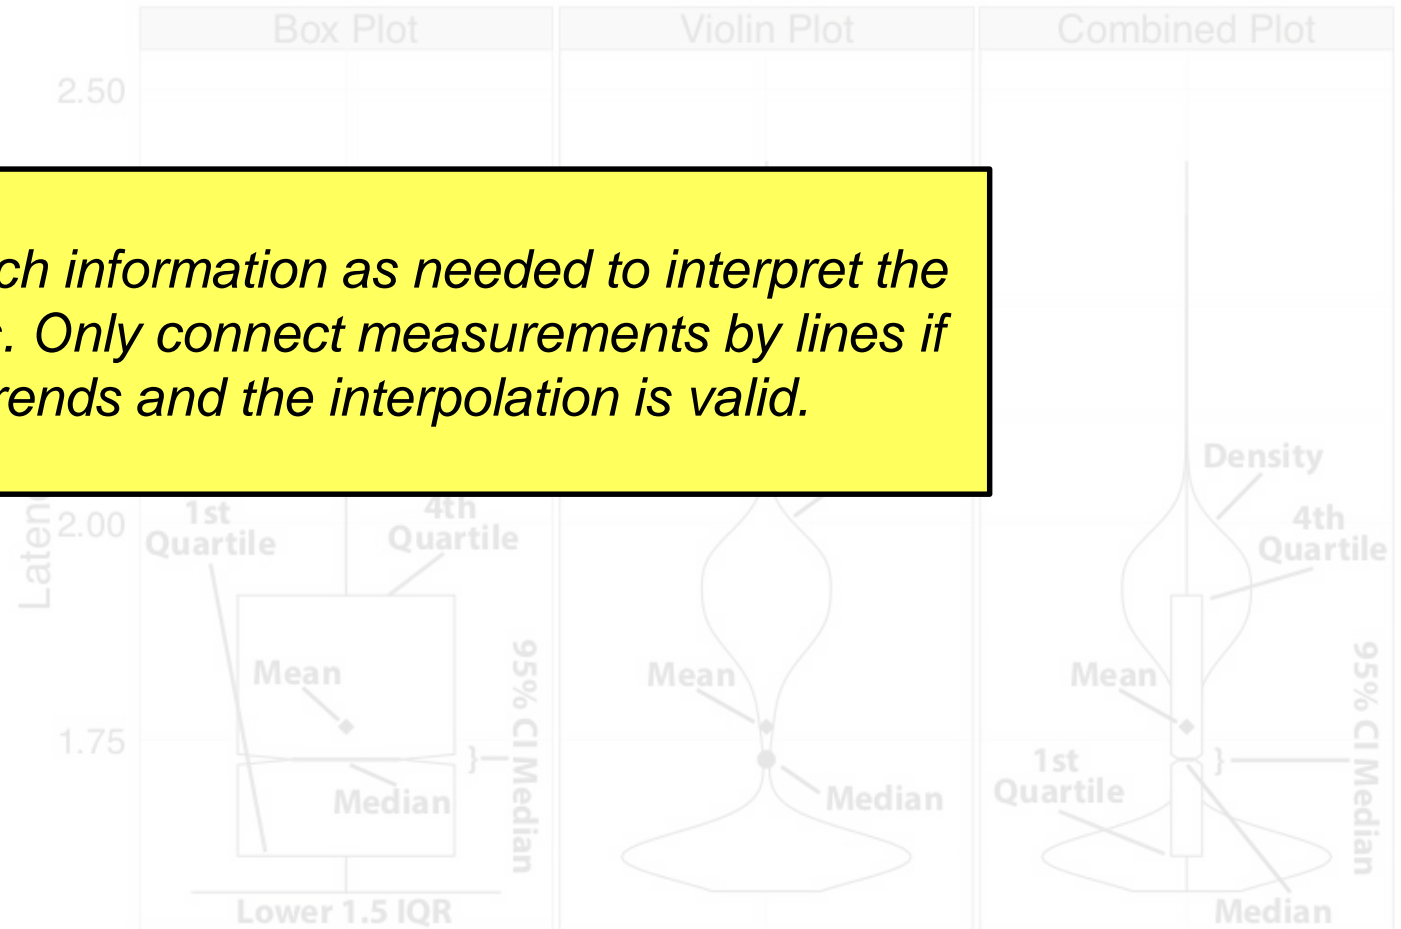 Box Plot
Violin Plot
Combined Plot
2.50
ch information as needed to interpret the
. Only connect measurements by lines if
rends and the interpolation is valid.
Density
1st
Quartile
4th
Quartile
4th
Quartile
2.00
Laten
Mean
Mean
Mean
95% CI Median
95% CI Median
1.75
}
}
1st
Quartile
Median
Median
Lower 1.5 IQR
Median